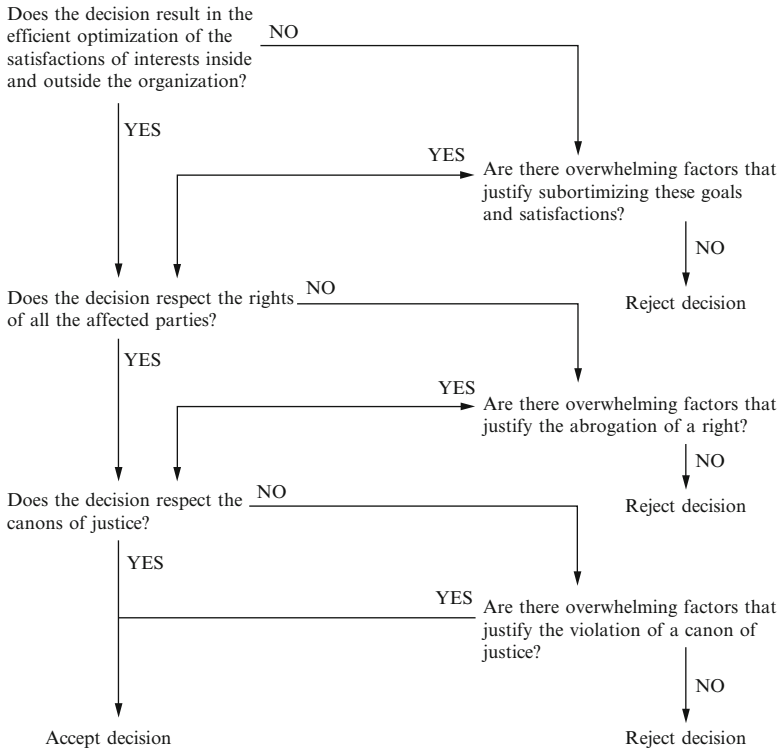 Does the decision result in the
efficient optimization of the
satisfactions of interests inside
and outside the organization?
NO
YES
YES
Are there overwhelming factors that
justify subortimizing these goals
and satisfactions?
NO
Reject decision
Does the decision respect the rights
of all the affected parties?
NO
YES
YES
Are there overwhelming factors that
justify the abrogation of a right?
NO
Reject decision
Does the decision respect the
canons of justice?
NO
YES
YES
Are there overwhelming factors that
justify the violation of a canon of
justice?
NO
Accept decision
Reject decision